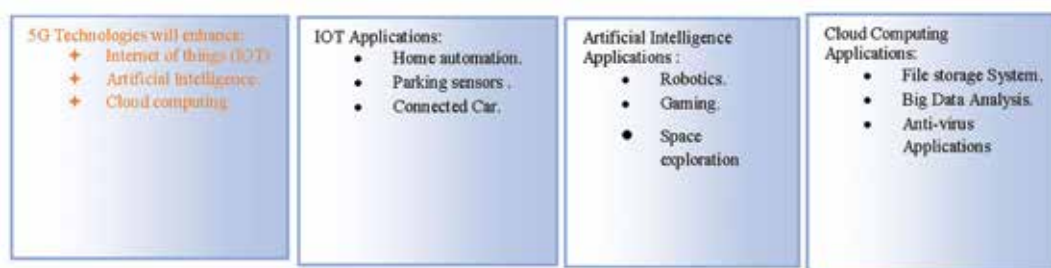 5G Technologies will enhance:
✦ Internet of things (IOT)
✦ Artificial Intelligence.
✦ Cloud computing
IOT Applications:
• Home automation.
• Parking sensors .
• Connected Car.
Artificial Intelligence
Applications :
• Robotics.
• Gaming.
• Space
exploration
Cloud Computing
Applications:
• File storage System.
• Big Data Analysis.
• Anti-virus
Applications